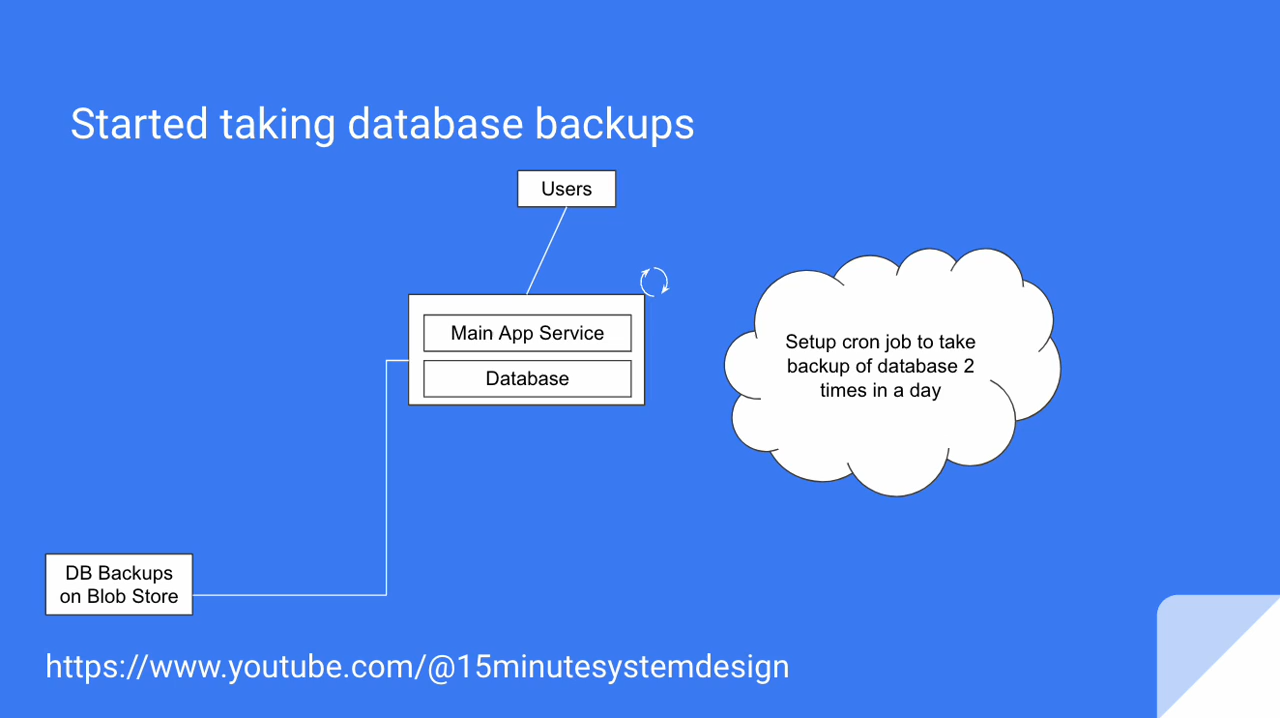 Started taking database backups
Users
Main App Service
Database
Setup cron job to take
backup of database 2
times in a day
DB Backups
on Blob Store
https://www.youtube.com/@15minutesystemdesign